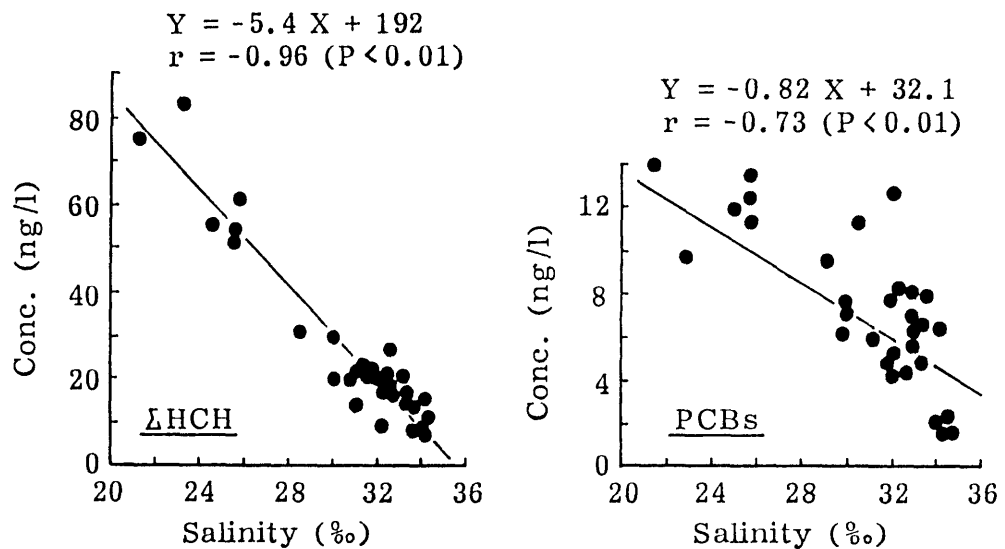 Y = -5.4 X + 192
r = -0.96 (P<0.01)
80
60
40
20
0
Conc. (ng/l)
ΣHCH
20 24 28 32 36
Salinity (‰)
Y = -0.82 X + 32.1
r = -0.73 (P<0.01)
12
8
4
0
Conc. (ng/l)
PCBs
20 24 28 32 36
Salinity (‰)